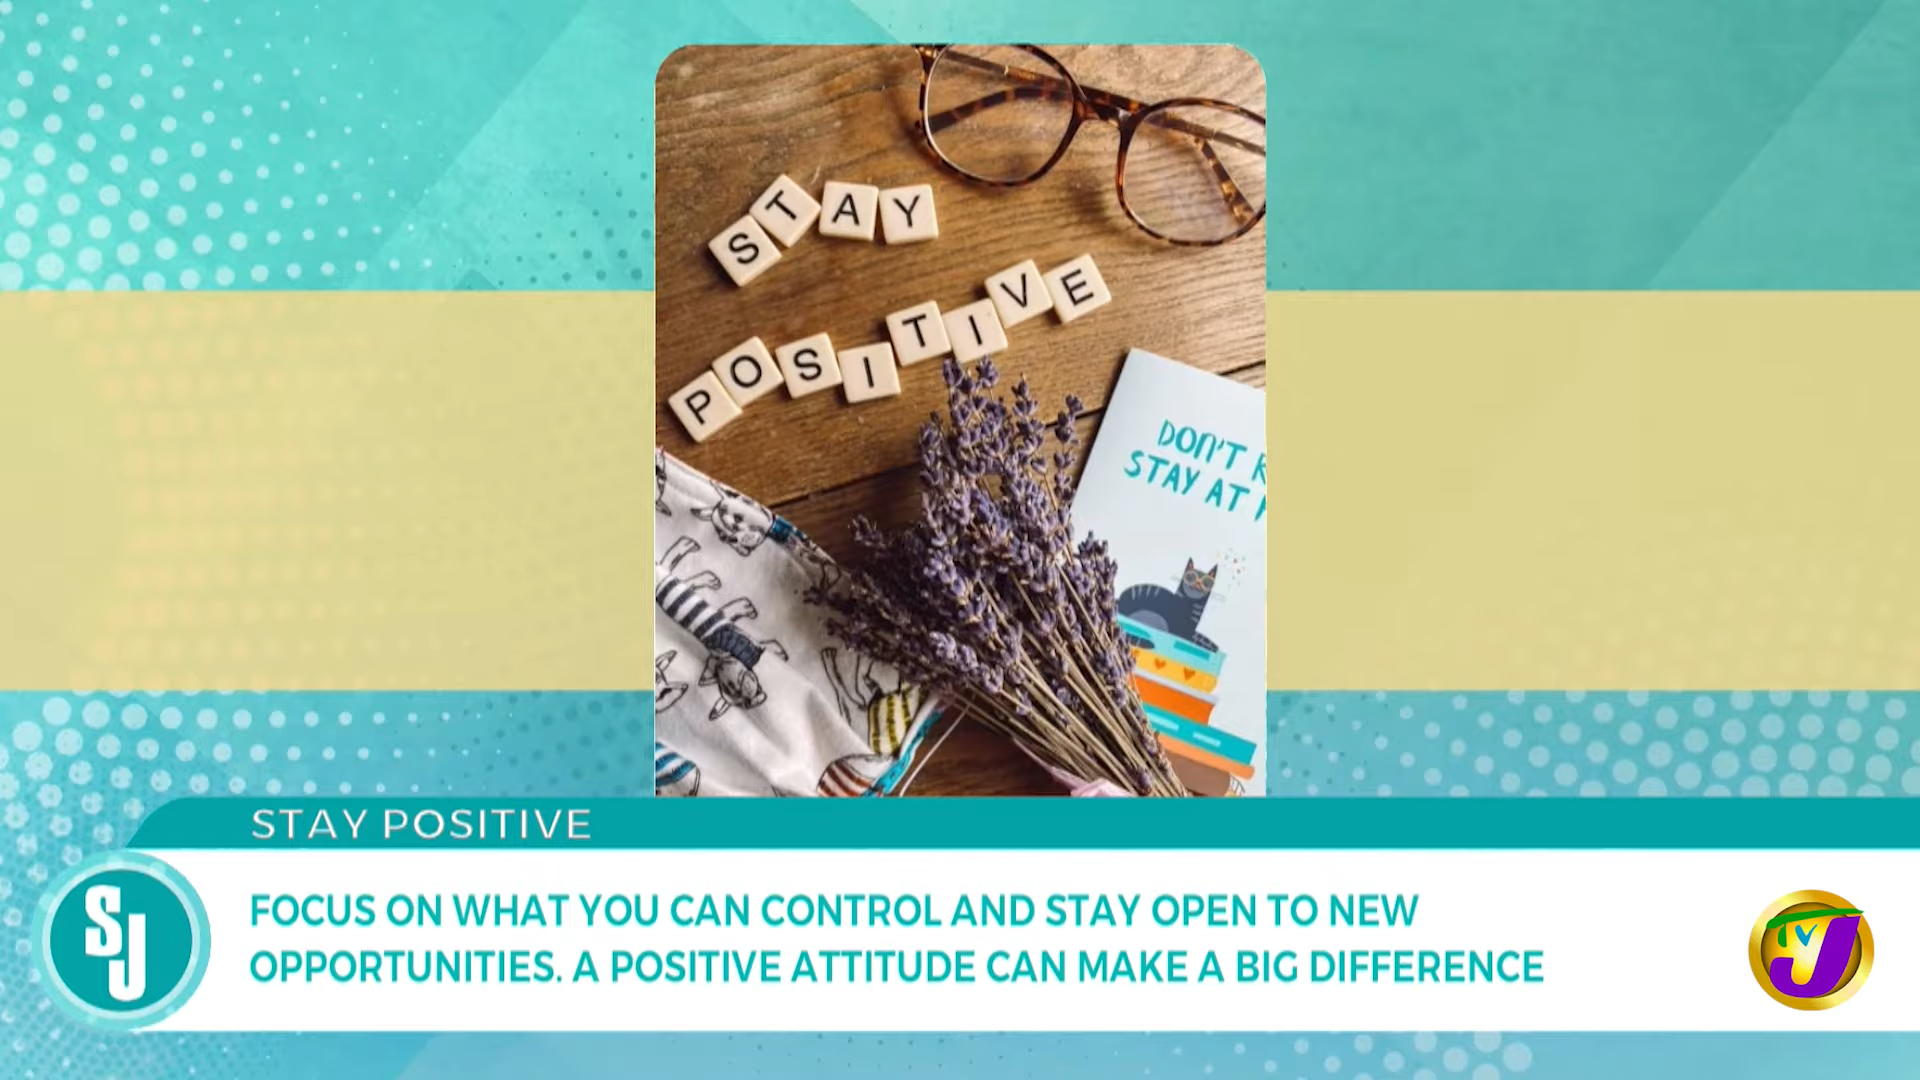 STAY
POSITIVE
DON'T
STAY AT
STAY POSITIVE
SJ
FOCUS ON WHAT YOU CAN CONTROL AND STAY OPEN TO NEW
OPPORTUNITIES. A POSITIVE ATTITUDE CAN MAKE A BIG DIFFERENCE
TVJ